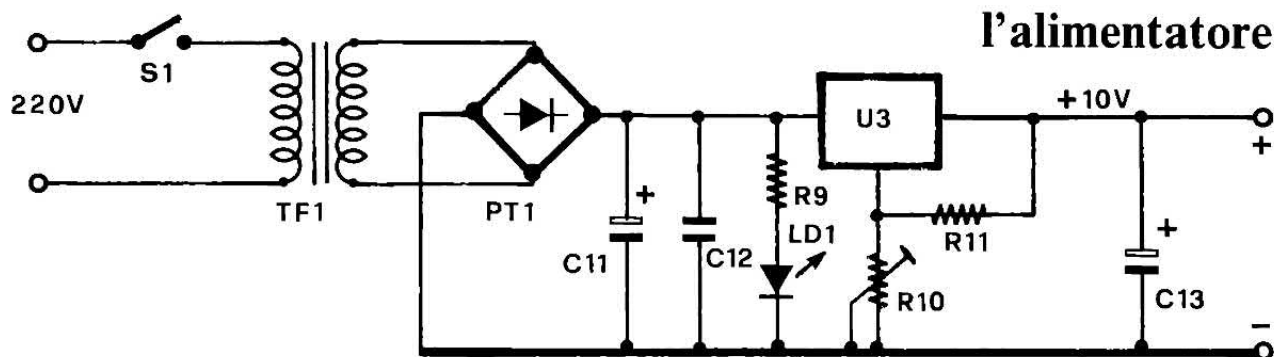 l'alimentatore
S1
220V
TF1
PT1
+
C11
C12
R9
LD1
U3
R11
R10
+10V
+
C13
+
−